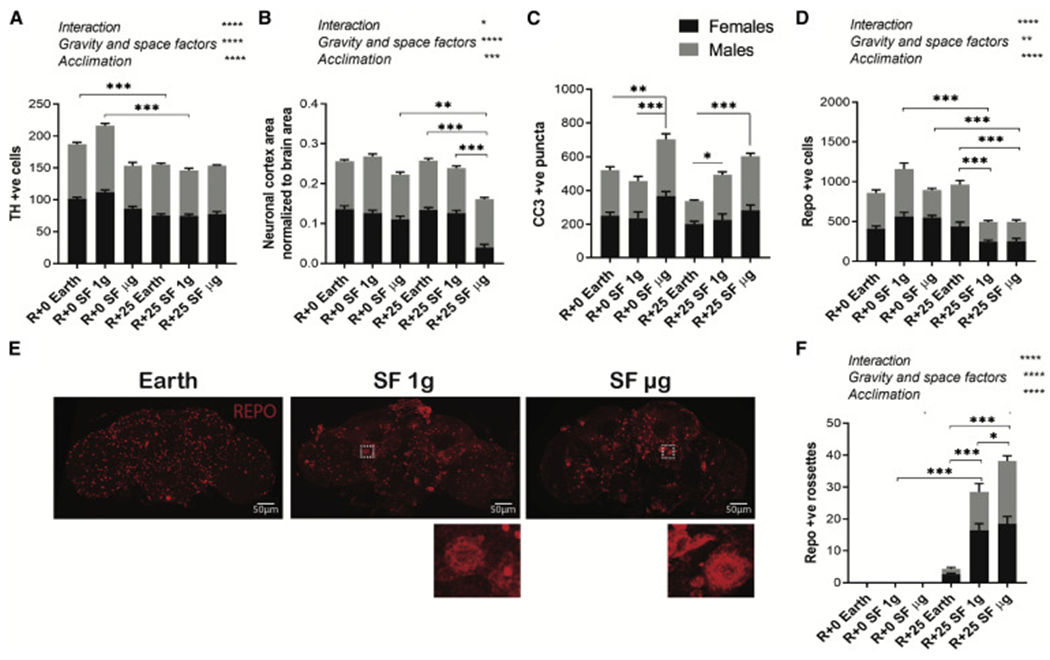 A
Interaction ****
Gravity and space factors ****
Acclimation ****
***
***
TH +ve cells
250
200
150
100
50
0
R+0 Earth
R+0 SF 1g
R+0 SF µg
R+25 Earth
R+25 SF 1g
R+25 SF µg
B
Interaction *
Gravity and space factors ****
Acclimation ***
**
***
***
Neuronal cortex area
normalized to brain area
0.4
0.3
0.2
0.1
0.0
R+0 Earth
R+0 SF 1g
R+0 SF µg
R+25 Earth
R+25 SF 1g
R+25 SF µg
Females
Males
C
**
***
***
*
CC3 +ve puncta
1000
800
600
400
200
0
R+0 Earth
R+0 SF 1g
R+0 SF µg
R+25 Earth
R+25 SF 1g
R+25 SF µg
D
Interaction ****
Gravity and space factors **
Acclimation ****
***
***
***
***
Repo +ve cells
2000
1500
1000
500
0
R+0 Earth
R+0 SF 1g
R+0 SF µg
R+25 Earth
R+25 SF 1g
R+25 SF µg
E
Earth
SF 1g
SF µg
REPO
50µm
50µm
50µm
F
Interaction ****
Gravity and space factors ****
Acclimation ****
***
*
***
***
Repo +ve rossettes
50
40
30
20
10
0
R+0 Earth
R+0 SF 1g
R+0 SF µg
R+25 Earth
R+25 SF 1g
R+25 SF µg